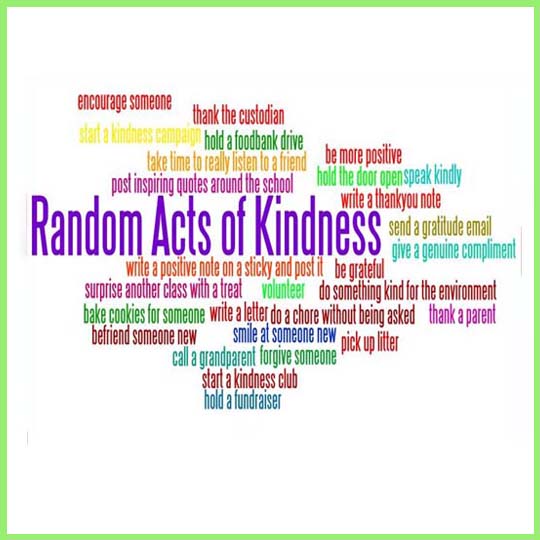 encourage someone
thank the custodian
start a kindness campaign
hold a foodbank drive
take time to really listen to a friend
be more positive
post inspiring quotes around the school
hold the door open
speak kindly
write a thankyou note
Random Acts of Kindness
send a gratitude email
give a genuine compliment
write a positive note on a sticky and post it
be grateful
surprise another class with a treat
volunteer
do something kind for the environment
bake cookies for someone
write a letter
do a chore without being asked
thank a parent
befriend someone new
smile at someone new
pick up litter
call a grandparent
forgive someone
start a kindness club
hold a fundraiser